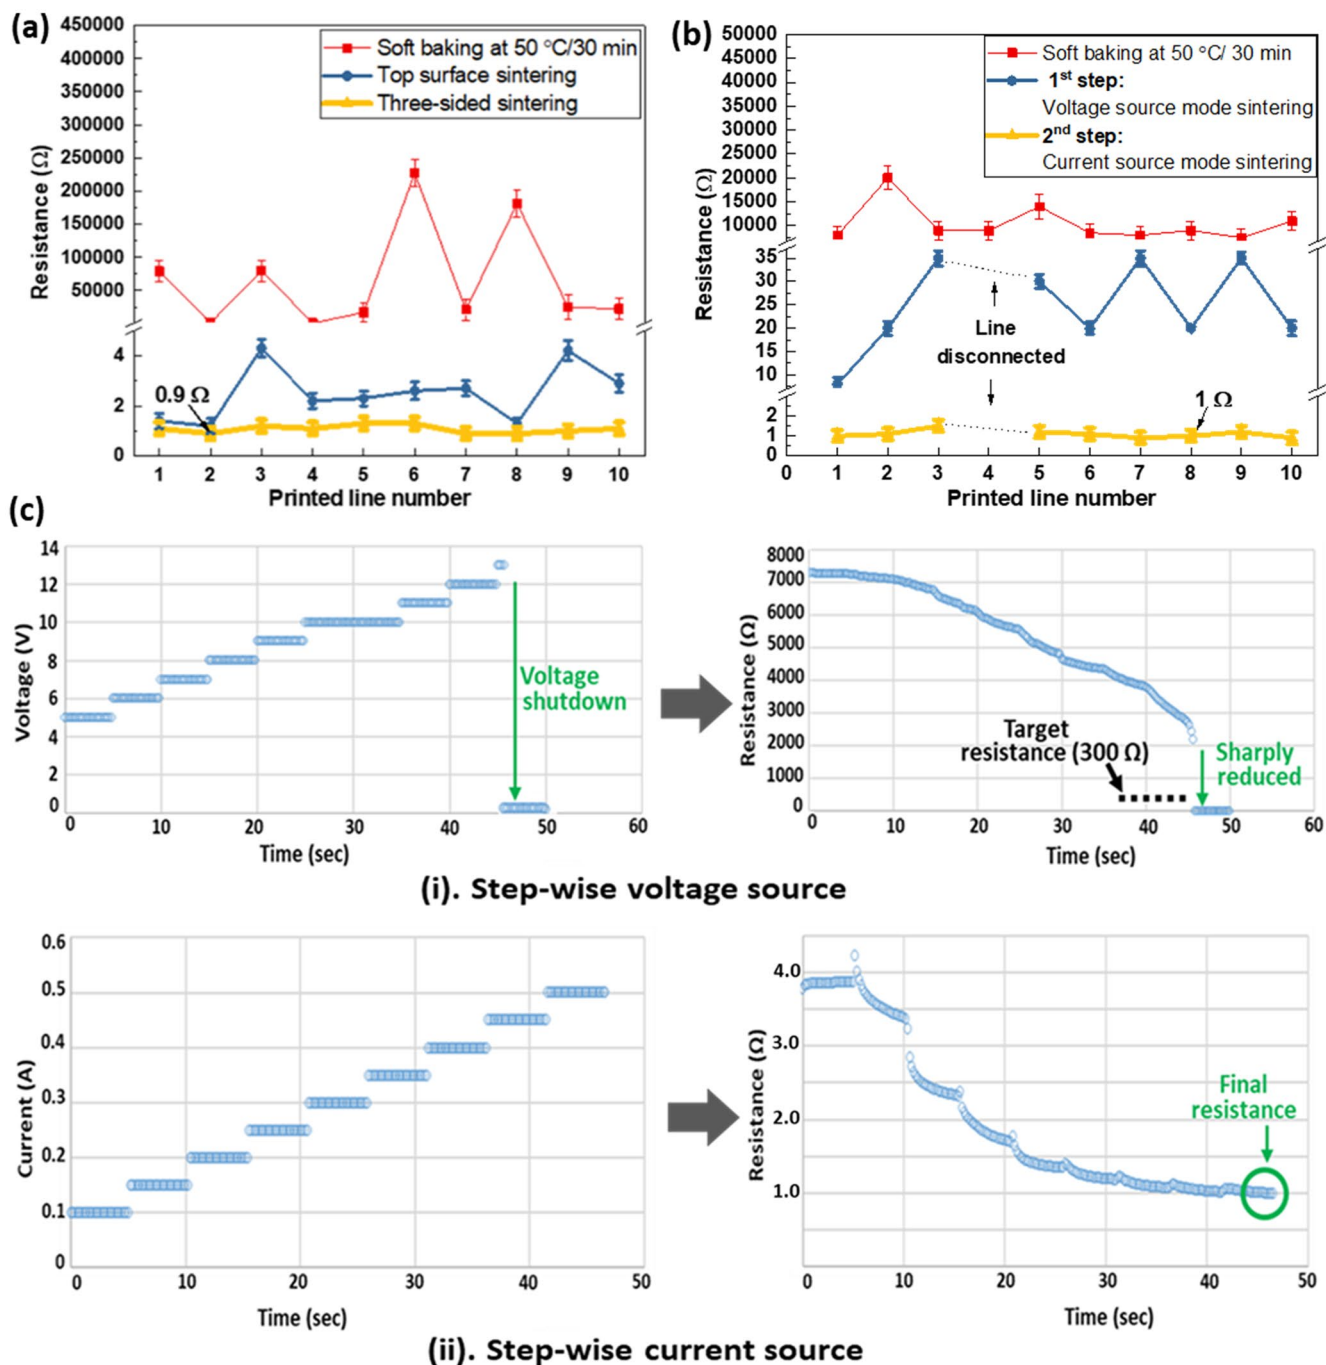 (a)
450000
400000
350000
300000
250000
200000
150000
100000
50000
4
2
0
Resistance (Ω)
Soft baking at 50 °C/30 min
Top surface sintering
Three-sided sintering
0.9 Ω
1 2 3 4 5 6 7 8 9 10
Printed line number
(b)
50000
45000
40000
35000
30000
25000
20000
15000
10000
35
30
25
20
15
10
2
1
0
Resistance (Ω)
Soft baking at 50 °C/ 30 min
1st step:
Voltage source mode sintering
2nd step:
Current source mode sintering
Line
disconnected
1 Ω
0 1 2 3 4 5 6 7 8 9 10
Printed line number
(c)
14
12
10
8
6
4
2
0
Voltage (V)
Voltage
shutdown
0 10 20 30 40 50 60
Time (sec)
8000
7000
6000
5000
4000
3000
2000
1000
0
Resistance (Ω)
Target
resistance (300 Ω)
Sharply
reduced
0 10 20 30 40 50 60
Time (sec)
(i). Step-wise voltage source
0.6
0.5
0.4
0.3
0.2
0.1
0
Current (A)
0 10 20 30 40 50
Time (sec)
4.0
3.0
2.0
1.0
Resistance (Ω)
Final
resistance
0 10 20 30 40 50
Time (sec)
(ii). Step-wise current source